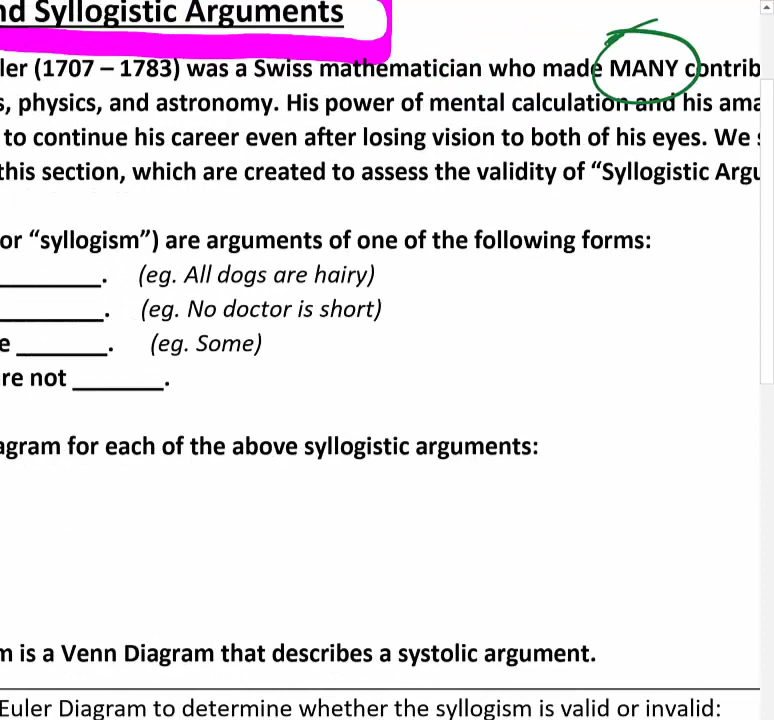 nd Syllogistic Arguments
ler (1707 – 1783) was a Swiss mathematician who made MANY contrib
s, physics, and astronomy. His power of mental calculation and his ama
to continue his career even after losing vision to both of his eyes. We s
this section, which are created to assess the validity of “Syllogistic Argu
or “syllogism”) are arguments of one of the following forms:
________. (eg. All dogs are hairy)
________. (eg. No doctor is short)
e _______. (eg. Some)
re not _______.
agram for each of the above syllogistic arguments:
m is a Venn Diagram that describes a systolic argument.
Euler Diagram to determine whether the syllogism is valid or invalid: